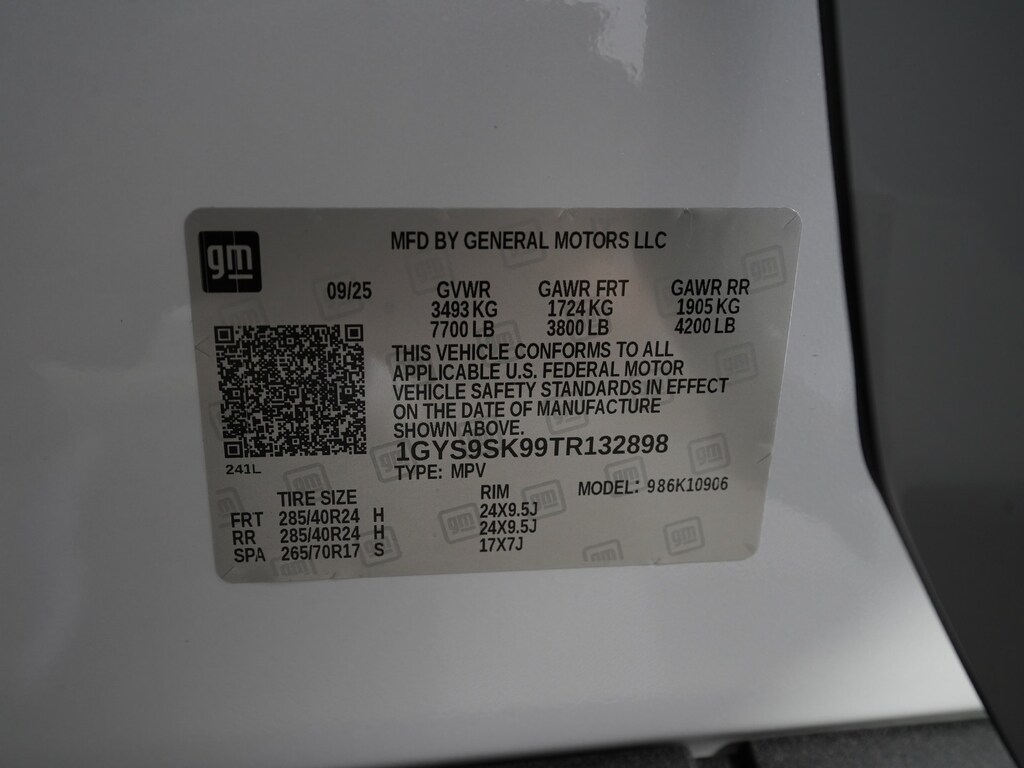 gm
MFD BY GENERAL MOTORS LLC
09/25 GVWR GAWR FRT GAWR RR
3493 KG 1724 KG 1905 KG
7700 LB 3800 LB 4200 LB
THIS VEHICLE CONFORMS TO ALL
APPLICABLE U.S. FEDERAL MOTOR
VEHICLE SAFETY STANDARDS IN EFFECT
ON THE DATE OF MANUFACTURE
SHOWN ABOVE.
1GYS9SK99TR132898
241L
TYPE: MPV
TIRE SIZE RIM MODEL: 986K10906
FRT 285/40R24 H 24X9.5J
RR 285/40R24 H 24X9.5J
SPA 265/70R17 S 17X7J